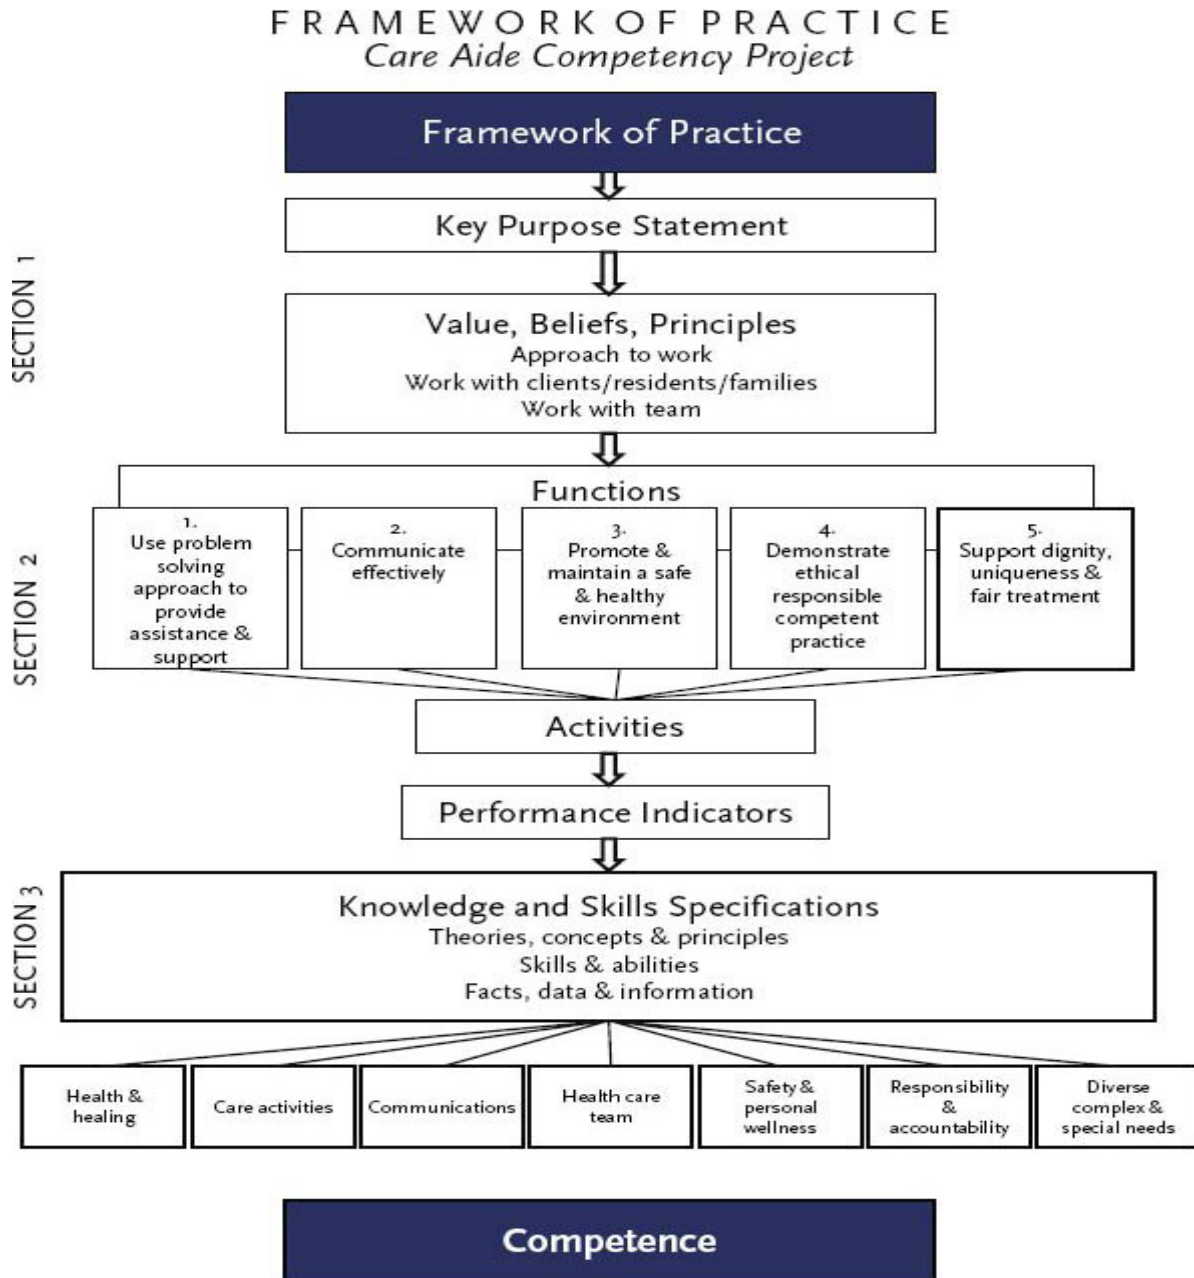 FRAMEWORK OF PRACTICE
Care Aide Competency Project
Framework of Practice
Key Purpose Statement
SECTION 1
Value, Beliefs, Principles
Approach to work
Work with clients/residents/families
Work with team
Functions
SECTION 2
1.
Use problem
solving
approach to
provide
assistance &
support
2.
Communicate
effectively
3.
Promote &
maintain a safe
& healthy
environment
4.
Demonstrate
ethical
responsible
competent
practice
5.
Support dignity,
uniqueness &
fair treatment
Activities
Performance Indicators
SECTION 3
Knowledge and Skills Specifications
Theories, concepts & principles
Skills & abilities
Facts, data & information
Health &
healing
Care activities
Communications
Health care
team
Safety &
personal
wellness
Responsibility
&
accountability
Diverse
complex &
special needs
Competence